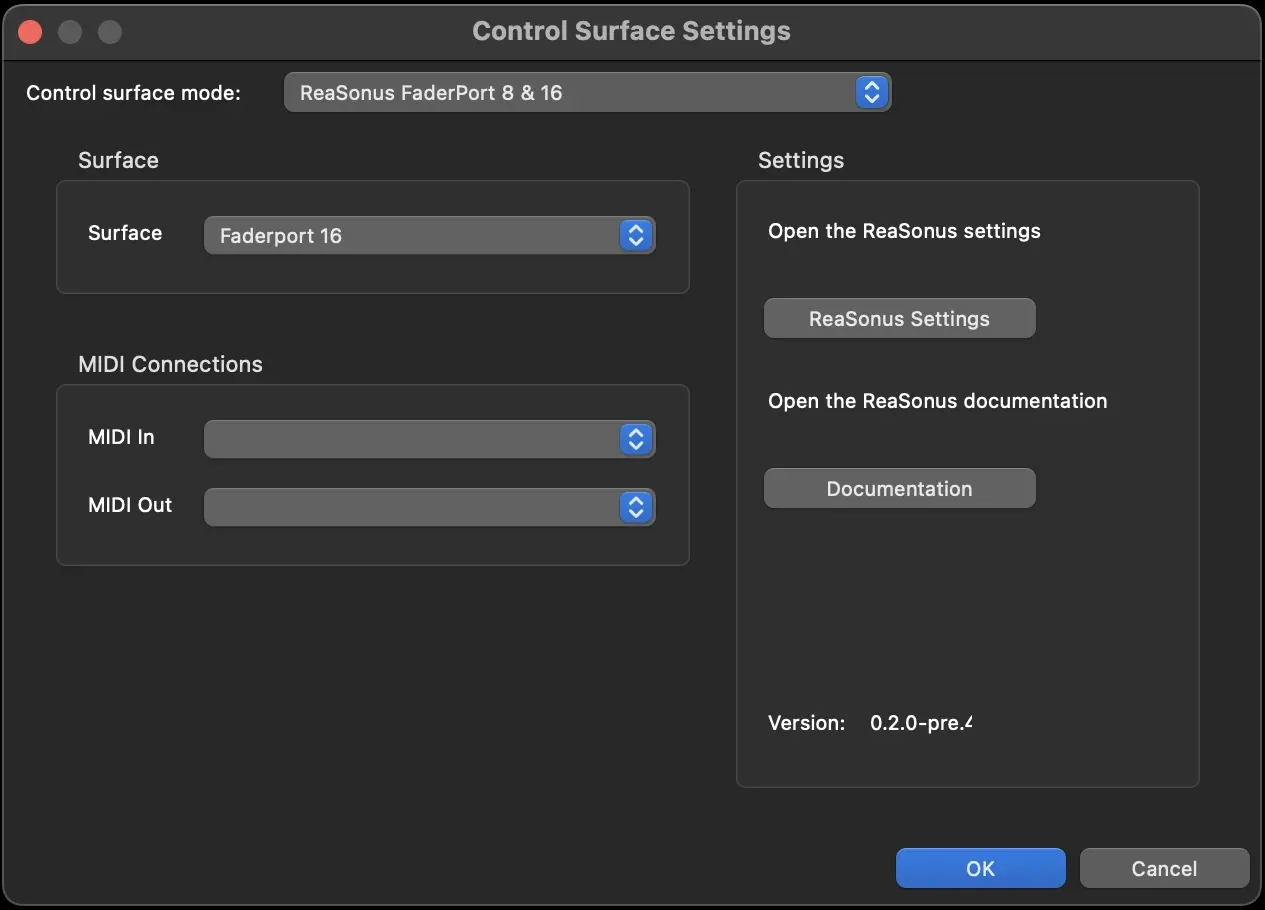 Control Surface Settings
Control surface mode: ReaSonus FaderPort 8 & 16
Surface
Surface Faderport 16
MIDI Connections
MIDI In
MIDI Out
Settings
Open the ReaSonus settings
ReaSonus Settings
Open the ReaSonus documentation
Documentation
Version: 0.2.0-pre.4
OK Cancel